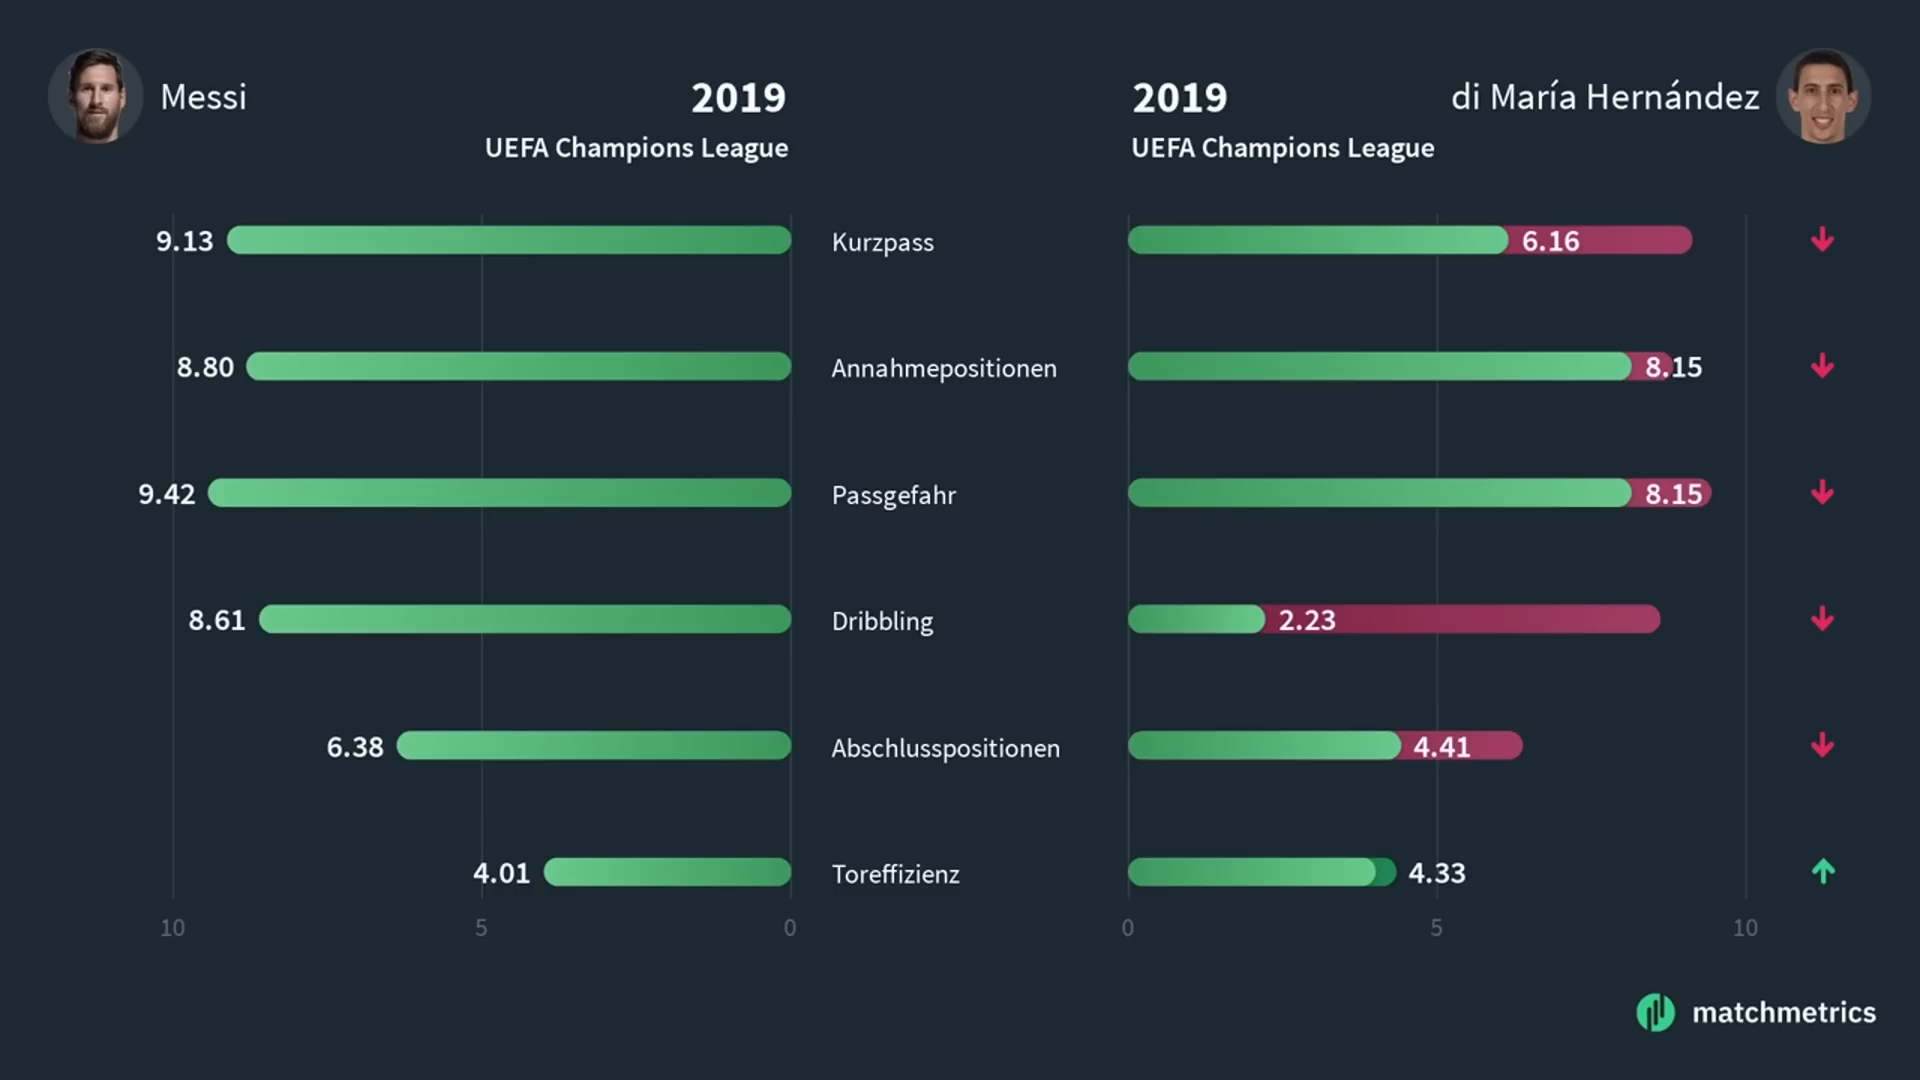 Messi
2019
UEFA Champions League
2019
UEFA Champions League
di María Hernández
9.13 Kurzpass 6.16
8.80 Annahmepositionen 8.15
9.42 Passgefahr 8.15
8.61 Dribbling 2.23
6.38 Abschlusspositionen 4.41
4.01 Toreffizienz 4.33
10 5 0 0 5 10
matchmetrics